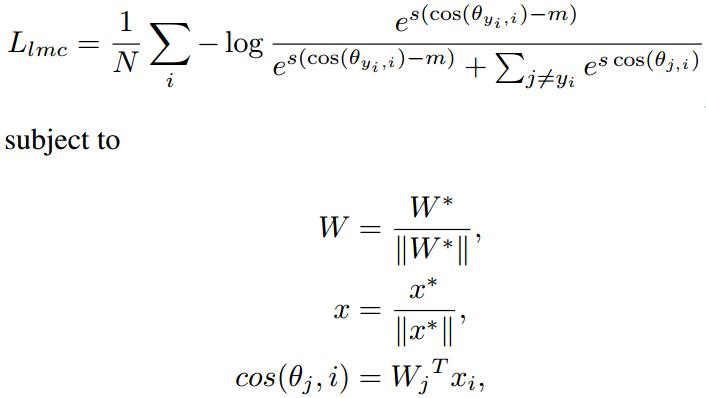 L_{lmc} = \frac{1}{N} \sum_{i} -\log \frac{e^{s(\cos(\theta_{y_i,i})-m)}}{e^{s(\cos(\theta_{y_i,i})-m)} + \sum_{j \neq y_i} e^{s\cos(\theta_{j,i})}}
subject to
W = \frac{W^*}{\|W^*\|},
x = \frac{x^*}{\|x^*\|},
cos(\theta_j, i) = W_j^T x_i,